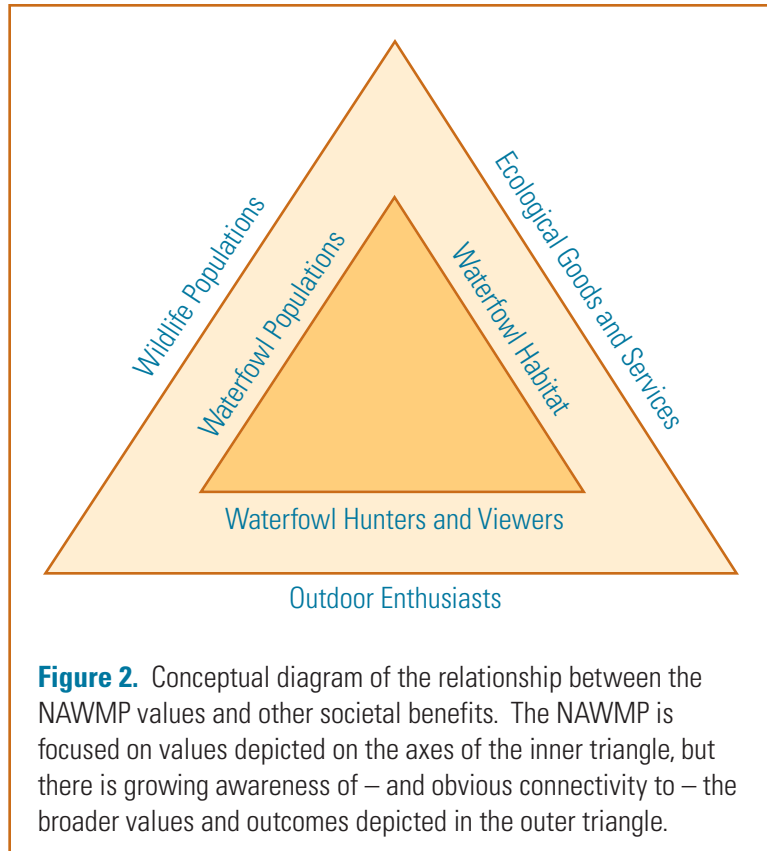 Wildlife Populations
Ecological Goods and Services
Waterfowl Populations
Waterfowl Habitat
Waterfowl Hunters and Viewers
Outdoor Enthusiasts
Figure 2. Conceptual diagram of the relationship between the
NAWMP values and other societal benefits. The NAWMP is
focused on values depicted on the axes of the inner triangle, but
there is growing awareness of – and obvious connectivity to – the
broader values and outcomes depicted in the outer triangle.